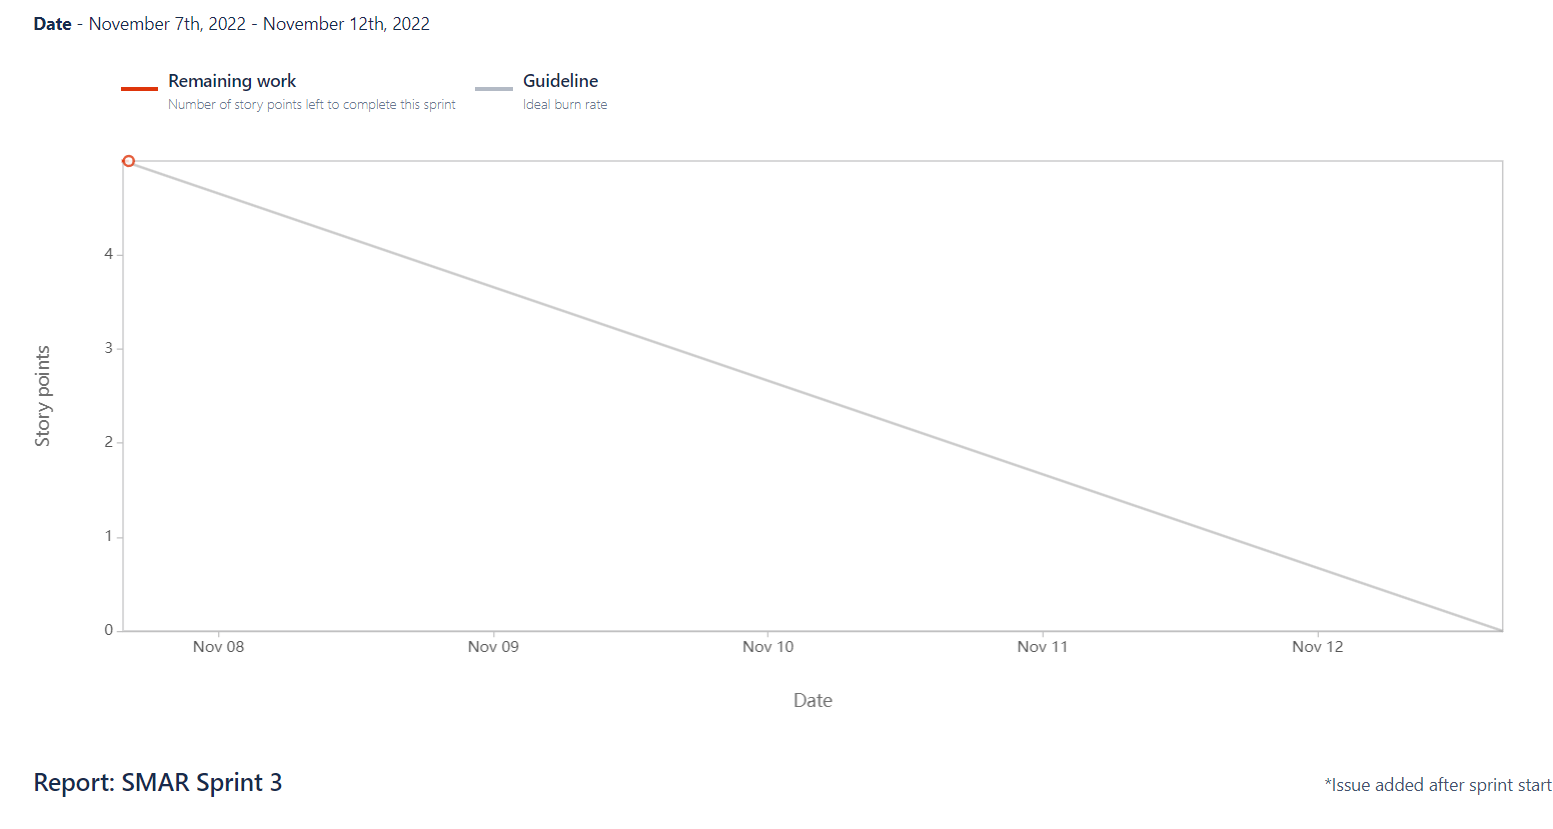 Date - November 7th, 2022 - November 12th, 2022
Remaining work
Number of story points left to complete this sprint
Guideline
Ideal burn rate
4
3
2
1
0
Story points
Nov 08 Nov 09 Nov 10 Nov 11 Nov 12
Date
Report: SMAR Sprint 3
*Issue added after sprint start